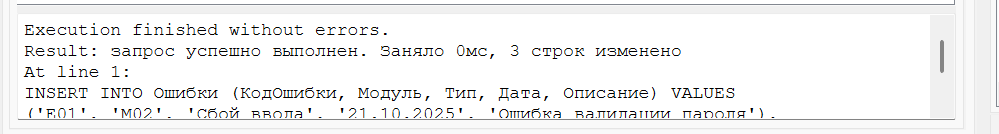 Execution finished without errors.
Result: запрос успешно выполнен. Заняло 0мс, 3 строк изменено
At line 1:
INSERT INTO Ошибки (КодОшибки, Модуль, Тип, Дата, Описание) VALUES
('E01', 'M02', 'Сбой ввода', '21.10.2025', 'Ошибка валидации пароля'),